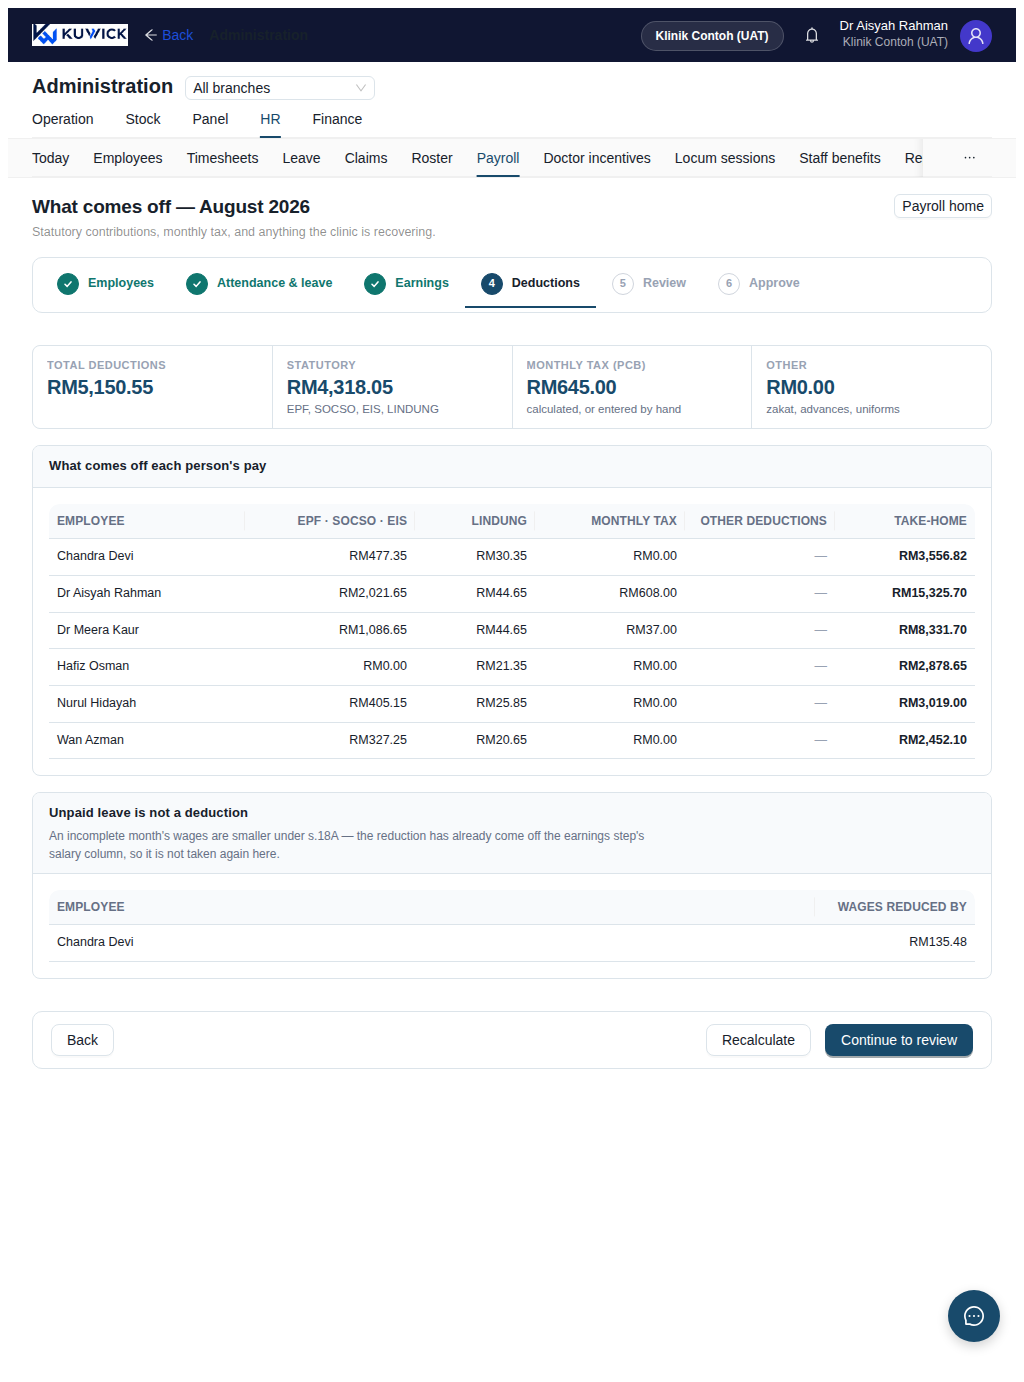 KUVICK
Back
Administration
Klinik Contoh (UAT)
Dr Aisyah Rahman
Klinik Contoh (UAT)
Administration
All branches
Operation Stock Panel HR Finance
Today Employees Timesheets Leave Claims Roster Payroll Doctor incentives Locum sessions Staff benefits Re ...
What comes off — August 2026
Payroll home
Statutory contributions, monthly tax, and anything the clinic is recovering.
Employees Attendance & leave Earnings 4 Deductions 5 Review 6 Approve
TOTAL DEDUCTIONS STATUTORY MONTHLY TAX (PCB) OTHER
RM5,150.55 RM4,318.05 RM645.00 RM0.00
EPF, SOCSO, EIS, LINDUNG calculated, or entered by hand zakat, advances, uniforms
What comes off each person's pay
EMPLOYEE EPF · SOCSO · EIS LINDUNG MONTHLY TAX OTHER DEDUCTIONS TAKE-HOME
Chandra Devi RM477.35 RM30.35 RM0.00 — RM3,556.82
Dr Aisyah Rahman RM2,021.65 RM44.65 RM608.00 — RM15,325.70
Dr Meera Kaur RM1,086.65 RM44.65 RM37.00 — RM8,331.70
Hafiz Osman RM0.00 RM21.35 RM0.00 — RM2,878.65
Nurul Hidayah RM405.15 RM25.85 RM0.00 — RM3,019.00
Wan Azman RM327.25 RM20.65 RM0.00 — RM2,452.10
Unpaid leave is not a deduction
An incomplete month's wages are smaller under s.18A — the reduction has already come off the earnings step's
salary column, so it is not taken again here.
EMPLOYEE WAGES REDUCED BY
Chandra Devi RM135.48
Back Recalculate Continue to review